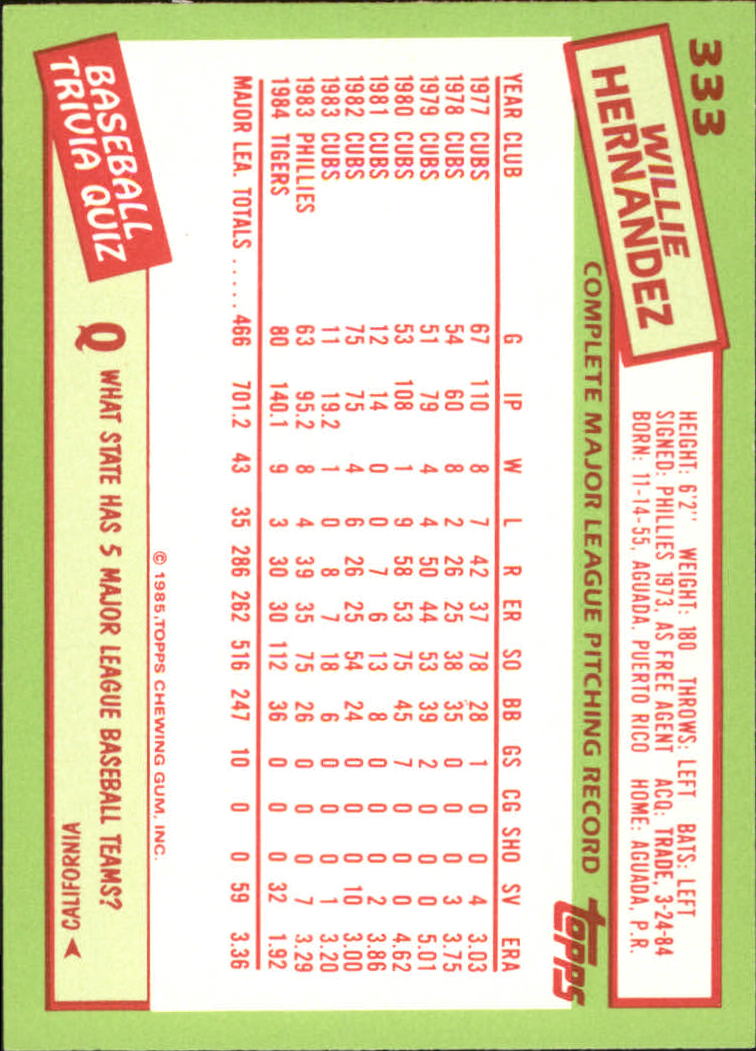 333
WILLIE
HERNANDEZ
HEIGHT: 6'2" WEIGHT: 180 THROWS: LEFT BATS: LEFT
SIGNED: PHILLIES 1973, AS FREE AGENT ACQ: TRADE, 3-24-84
BORN: 11-14-55, AGUADA, PUERTO RICO HOME: AGUADA, P.R.
COMPLETE MAJOR LEAGUE PITCHING RECORD
topps
YEAR CLUB G IP W L R ER SO BB GS CG SHO SV ERA
1977 CUBS 67 110 8 7 42 37 78 28 1 0 0 4 3.03
1978 CUBS 54 60 8 2 26 25 38 35 0 0 0 3 3.75
1979 CUBS 51 79 4 4 50 44 53 39 2 0 0 0 5.01
1980 CUBS 53 108 1 9 58 53 75 45 7 0 0 0 4.62
1981 CUBS 12 14 0 0 7 6 13 8 0 0 0 2 3.86
1982 CUBS 75 75 4 6 26 25 54 24 0 0 0 10 3.00
1983 CUBS 11 19.2 1 0 8 7 18 6 0 0 0 1 3.20
1983 PHILLIES 63 95.2 8 4 39 35 75 26 0 0 0 7 3.29
1984 TIGERS 80 140.1 9 3 30 30 112 36 0 0 0 32 1.92
MAJOR LEA. TOTALS ..... 466 701.2 43 35 286 262 516 247 10 0 0 59 3.36
© 1985, TOPPS CHEWING GUM, INC.
BASEBALL
TRIVIA QUIZ
Q WHAT STATE HAS 5 MAJOR LEAGUE BASEBALL TEAMS?
CALIFORNIA